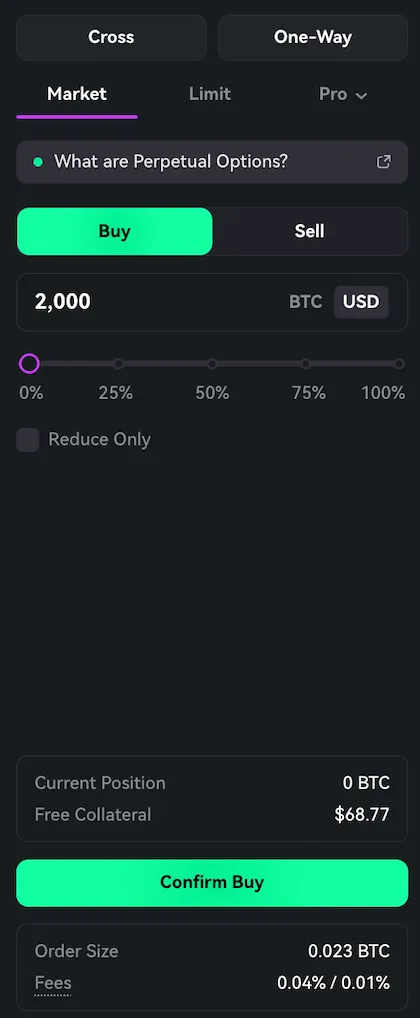 Cross One-Way
Market Limit Pro
What are Perpetual Options?
Buy Sell
2,000 BTC USD
0% 25% 50% 75% 100%
Reduce Only
Current Position 0 BTC
Free Collateral $68.77
Confirm Buy
Order Size 0.023 BTC
Fees 0.04% / 0.01%